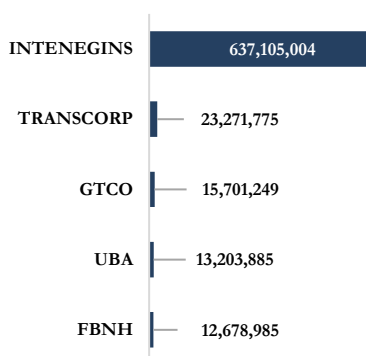 INTENEGINS 637,105,004
TRANSCORP 23,271,775
GTCO 15,701,249
UBA 13,203,885
FBNH 12,678,985